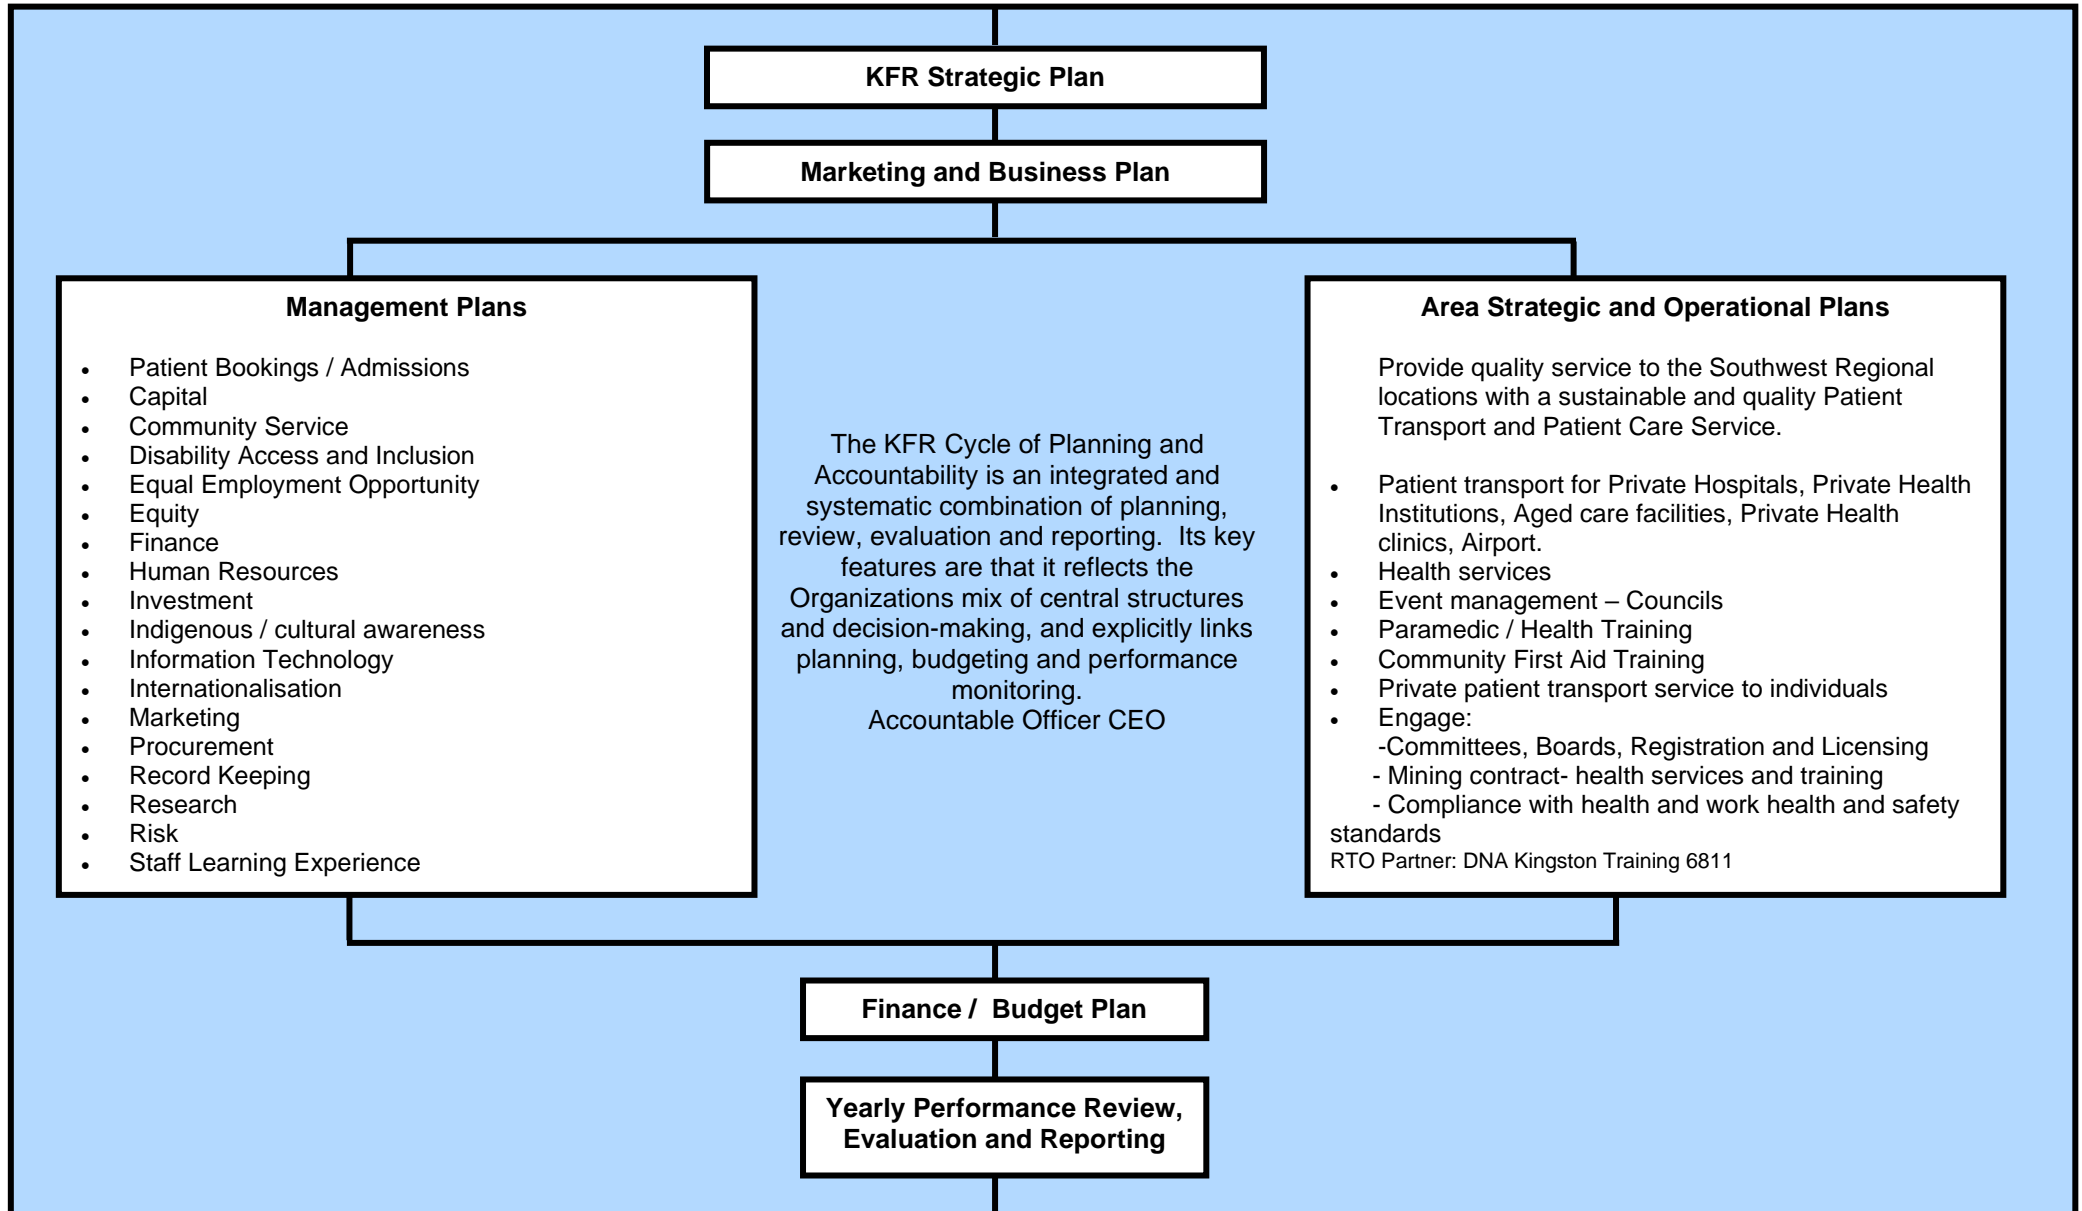 KFR Strategic Plan
Marketing and Business Plan
Management Plans
• Patient Bookings / Admissions
• Capital
• Community Service
• Disability Access and Inclusion
• Equal Employment Opportunity
• Equity
• Finance
• Human Resources
• Investment
• Indigenous / cultural awareness
• Information Technology
• Internationalisation
• Marketing
• Procurement
• Record Keeping
• Research
• Risk
• Staff Learning Experience
The KFR Cycle of Planning and
Accountability is an integrated and
systematic combination of planning,
review, evaluation and reporting.  Its key
features are that it reflects the
Organizations mix of central structures
and decision-making, and explicitly links
planning, budgeting and performance
monitoring.
Accountable Officer CEO
Area Strategic and Operational Plans
Provide quality service to the Southwest Regional
locations with a sustainable and quality Patient
Transport and Patient Care Service.
• Patient transport for Private Hospitals, Private Health
Institutions, Aged care facilities, Private Health
clinics, Airport.
• Health services
• Event management – Councils
• Paramedic / Health Training
• Community First Aid Training
• Private patient transport service to individuals
• Engage:
-Committees, Boards, Registration and Licensing
- Mining contract- health services and training
- Compliance with health and work health and safety
standards
RTO Partner: DNA Kingston Training 6811
Finance /  Budget Plan
Yearly Performance Review,
Evaluation and Reporting